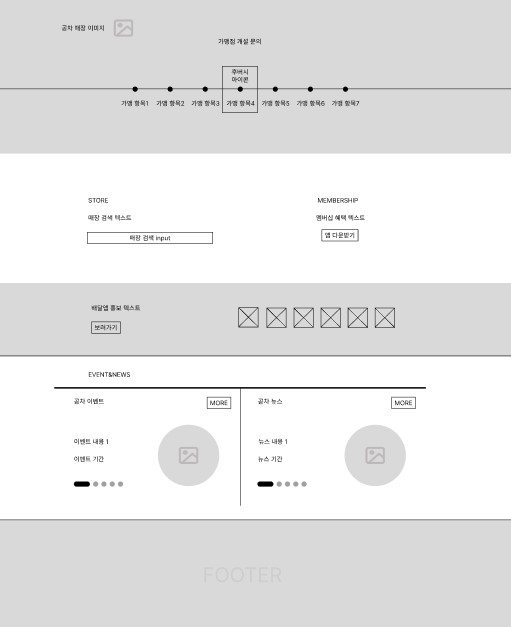 공차 매장 이미지
가맹점 개설 문의
후버시
아이콘
가맹 항목1 가맹 항목2 가맹 항목3 가맹 항목4 가맹 항목5 가맹 항목6 가맹 항목7
STORE
매장 검색 텍스트
매장 검색 input
MEMBERSHIP
멤버십 혜택 텍스트
앱 다운받기
배달앱 홍보 텍스트
보러가기
EVENT&NEWS
공차 이벤트
MORE
이벤트 내용 1
이벤트 기간
공차 뉴스
MORE
뉴스 내용 1
뉴스 기간
FOOTER